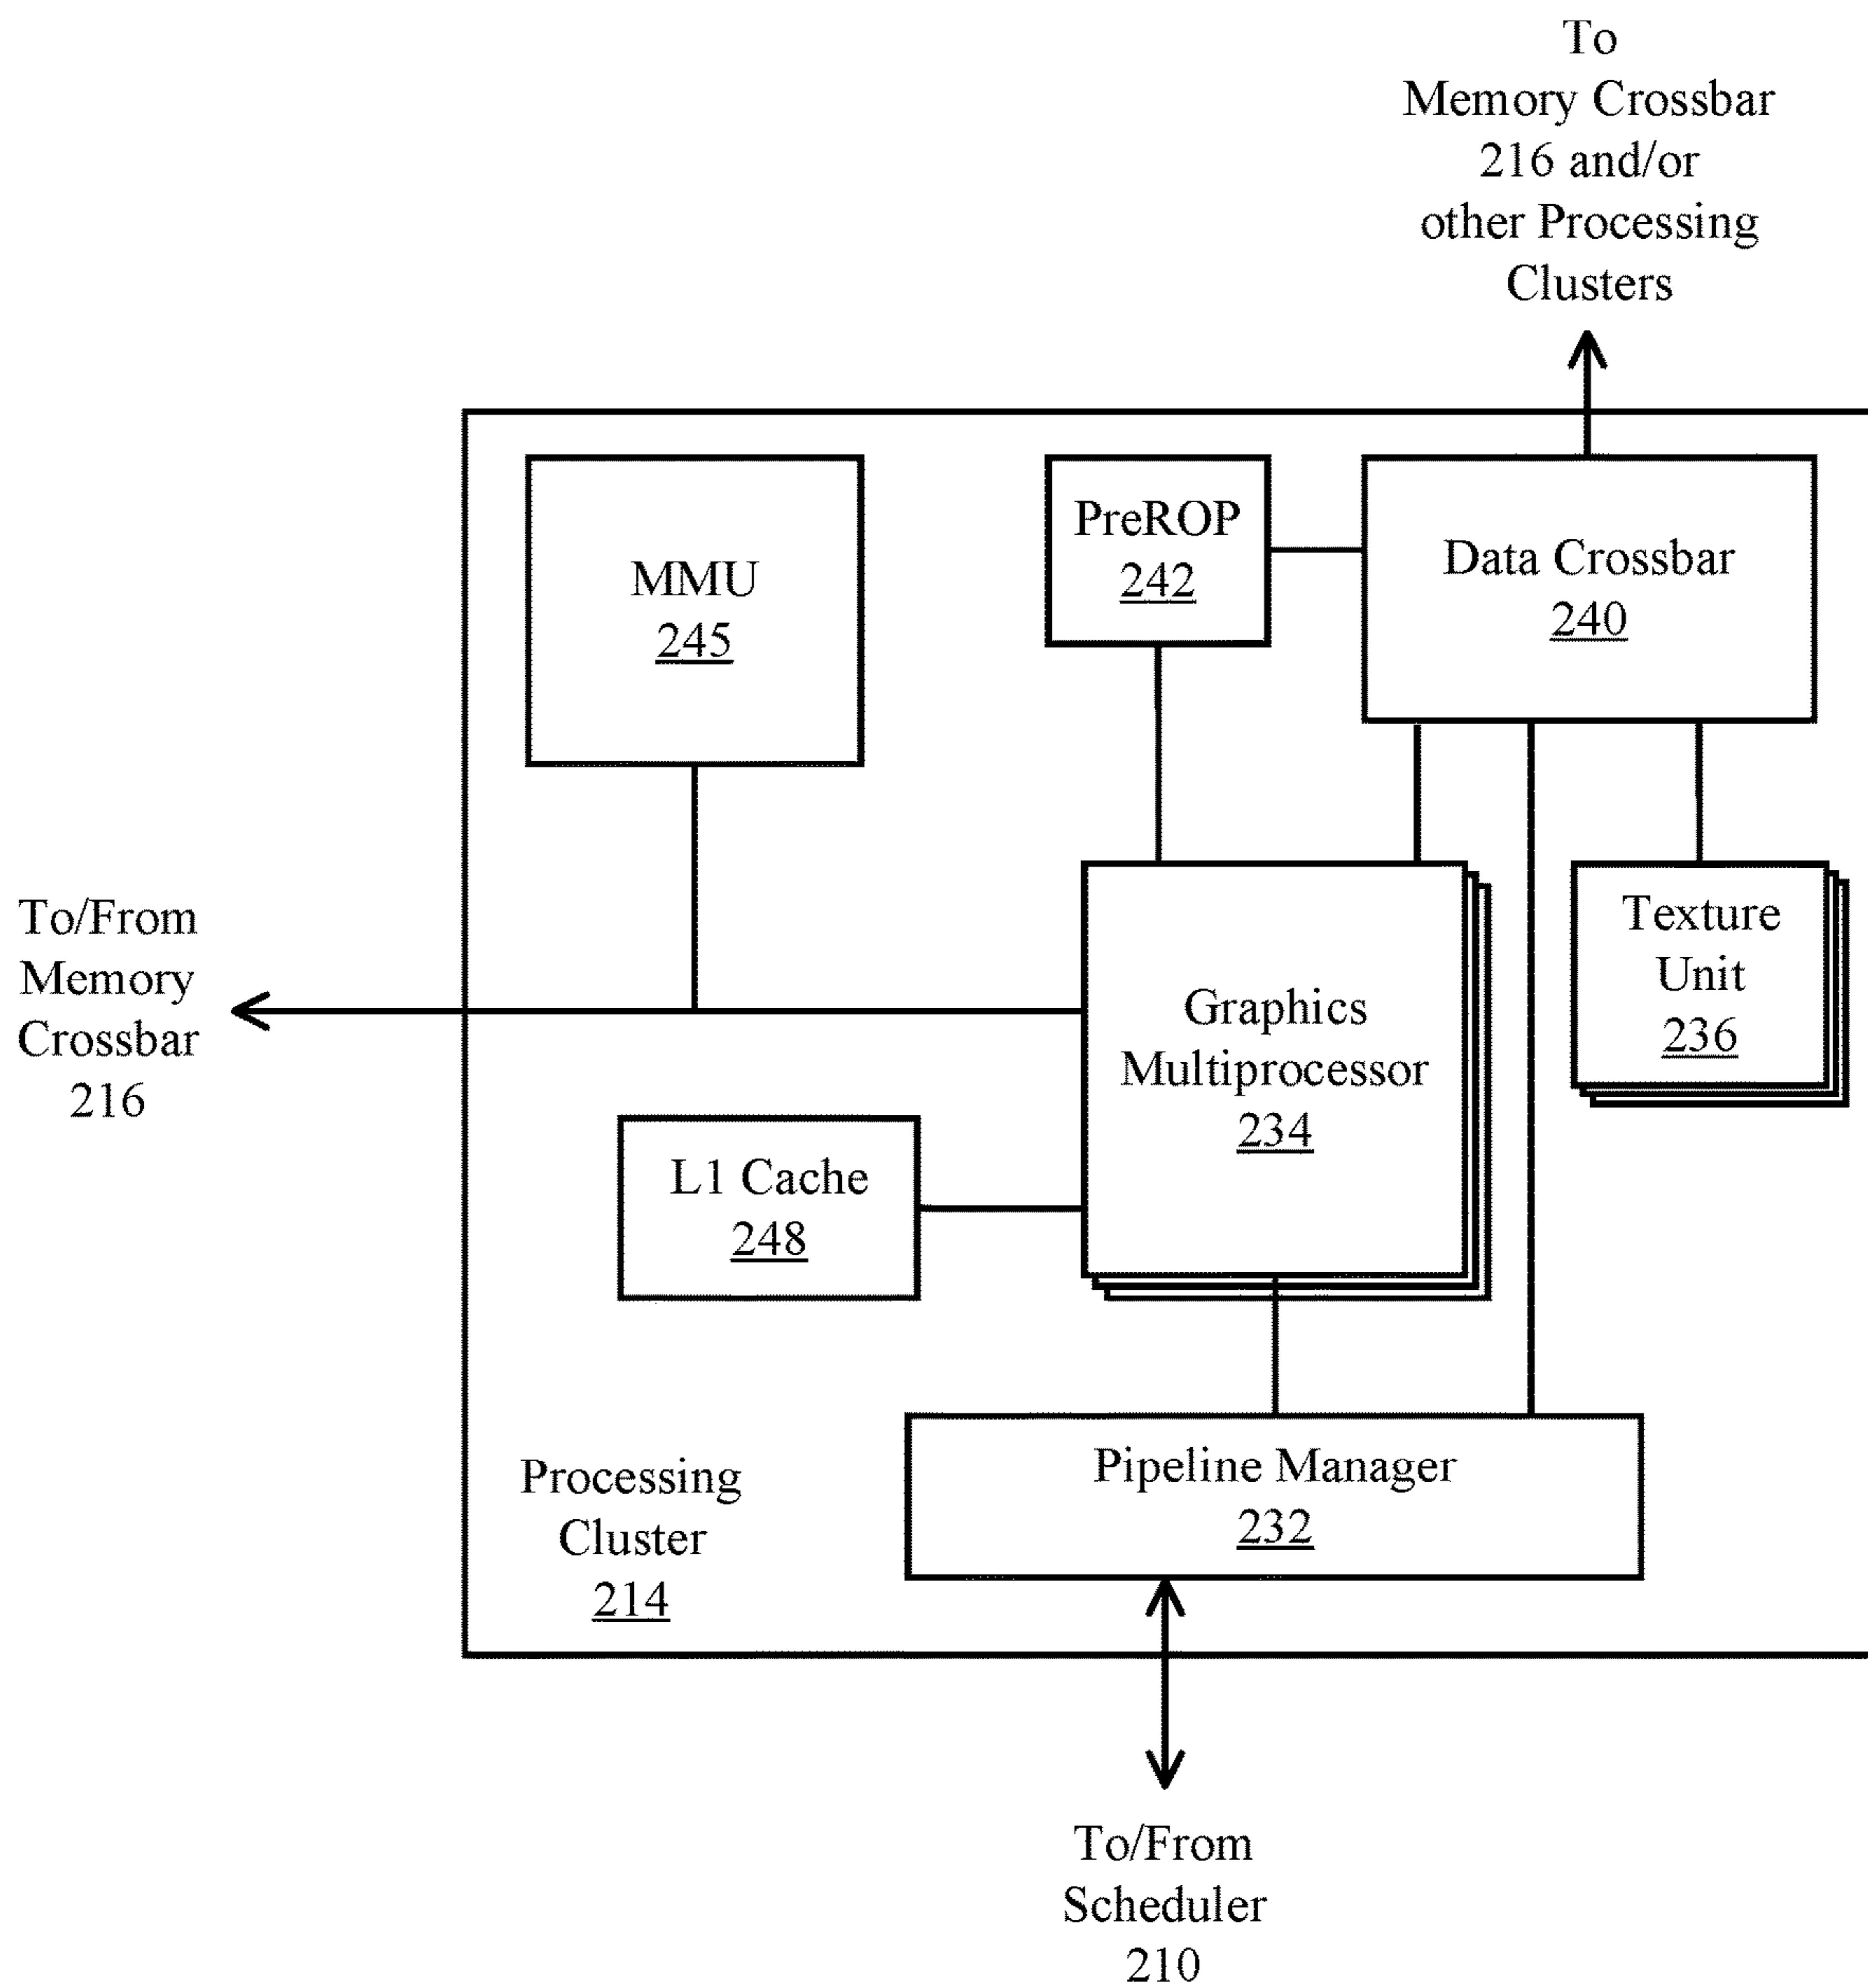 To
Memory Crossbar
216 and/or
other Processing
Clusters
MMU
245
PreROP
242
Data Crossbar
240
To/From
Memory
Crossbar
216
Graphics
Multiprocessor
234
Texture
Unit
236
L1 Cache
248
Processing
Cluster
214
Pipeline Manager
232
To/From
Scheduler
210